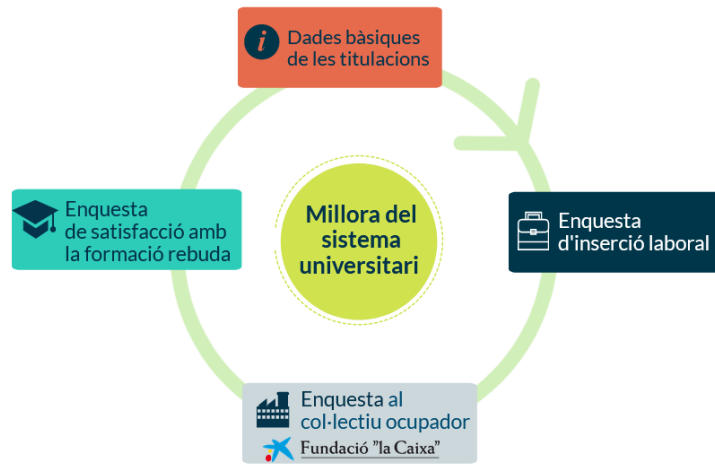 i
Dades bàsiques
de les titulacions
Enquesta
de satisfacció amb
la formació rebuda
Millora del
sistema
universitari
Enquesta
d'inserció laboral
Enquesta al
col·lectiu ocupador
Fundació "la Caixa"